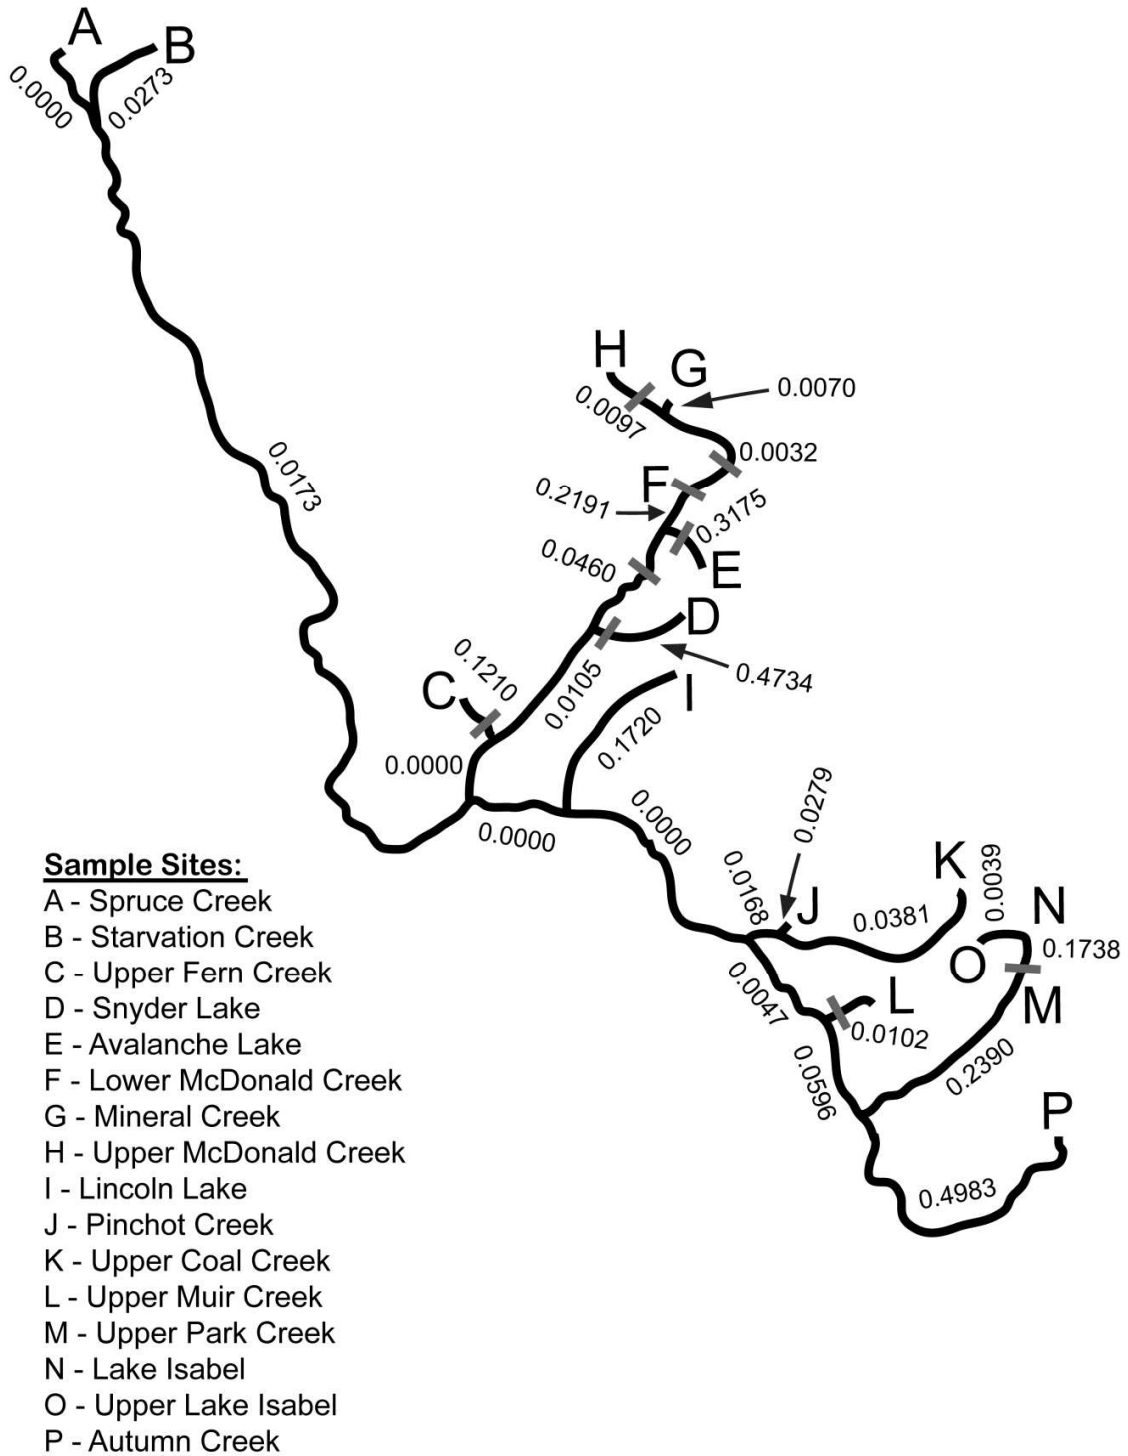 A
B
0.0000
0.0273
0.0173
H
G
0.0070
0.0097
0.0032
F
0.2191
0.3175
0.0460
E
D
0.4734
0.0105
C
0.1210
I
0.1720
0.0000
0.0000
0.0000
0.0279
0.0168
J
K
0.0381
0.0039
N
0.1738
O
M
L
0.0047
0.0102
0.0596
0.2390
P
0.4983
Sample Sites:
A - Spruce Creek
B - Starvation Creek
C - Upper Fern Creek
D - Snyder Lake
E - Avalanche Lake
F - Lower McDonald Creek
G - Mineral Creek
H - Upper McDonald Creek
I - Lincoln Lake
J - Pinchot Creek
K - Upper Coal Creek
L - Upper Muir Creek
M - Upper Park Creek
N - Lake Isabel
O - Upper Lake Isabel
P - Autumn Creek